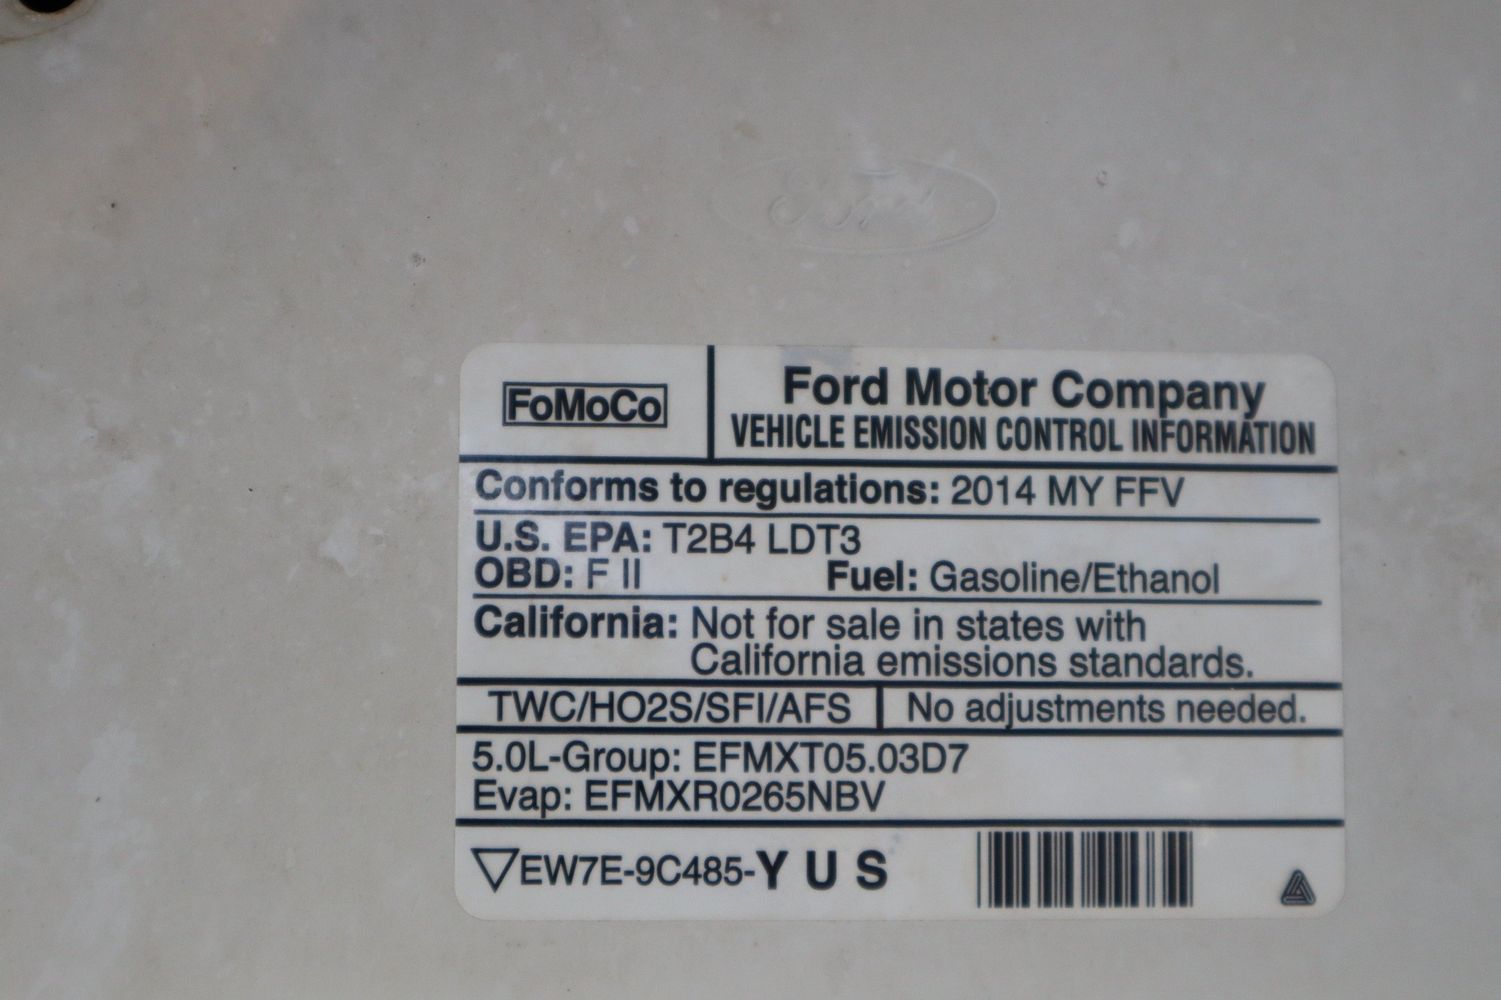 Ford
FoMoCo
Ford Motor Company
VEHICLE EMISSION CONTROL INFORMATION
Conforms to regulations: 2014 MY FFV
U.S. EPA: T2B4 LDT3
OBD: F II Fuel: Gasoline/Ethanol
California: Not for sale in states with
California emissions standards.
TWC/HO2S/SFI/AFS No adjustments needed.
5.0L-Group: EFMXT05.03D7
Evap: EFMXR0265NBV
EW7E-9C485-Y U S